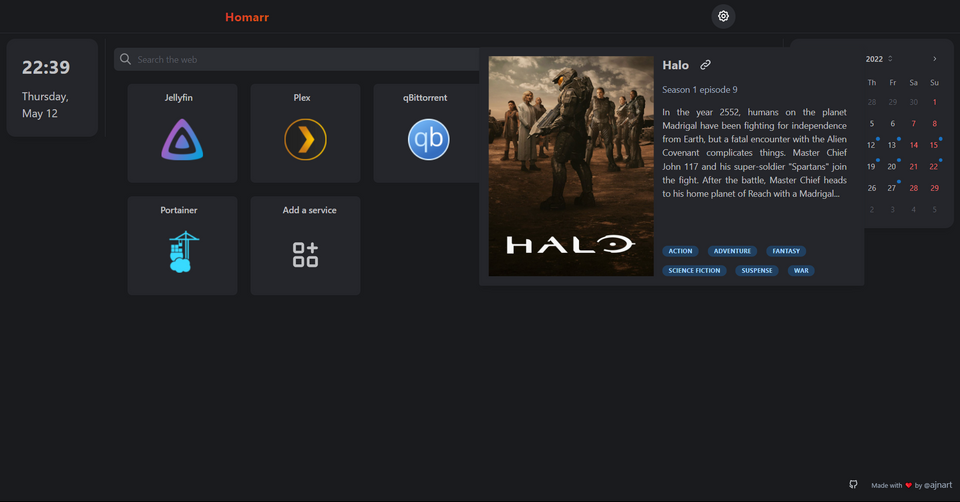 Homarr
22:39
Thursday,
May 12
Search the web
Jellyfin
Plex
qBittorrent
qb
Portainer
Add a service
HALO
Halo
Season 1 episode 9
In the year 2552, humans on the planet
Madrigal have been fighting for independence
from Earth, but a fatal encounter with the Alien
Covenant complicates things. Master Chief
John 117 and his super-soldier "Spartans" join
the fight. After the battle, Master Chief heads
to his home planet of Reach with a Madrigal...
ACTION ADVENTURE FANTASY
SCIENCE FICTION SUSPENSE WAR
2022
Th Fr Sa Su
28 29 30 1
5 6 7 8
12 13 14 15
19 20 21 22
26 27 28 29
2 3 4 5
Made with ❤ by @ajnart